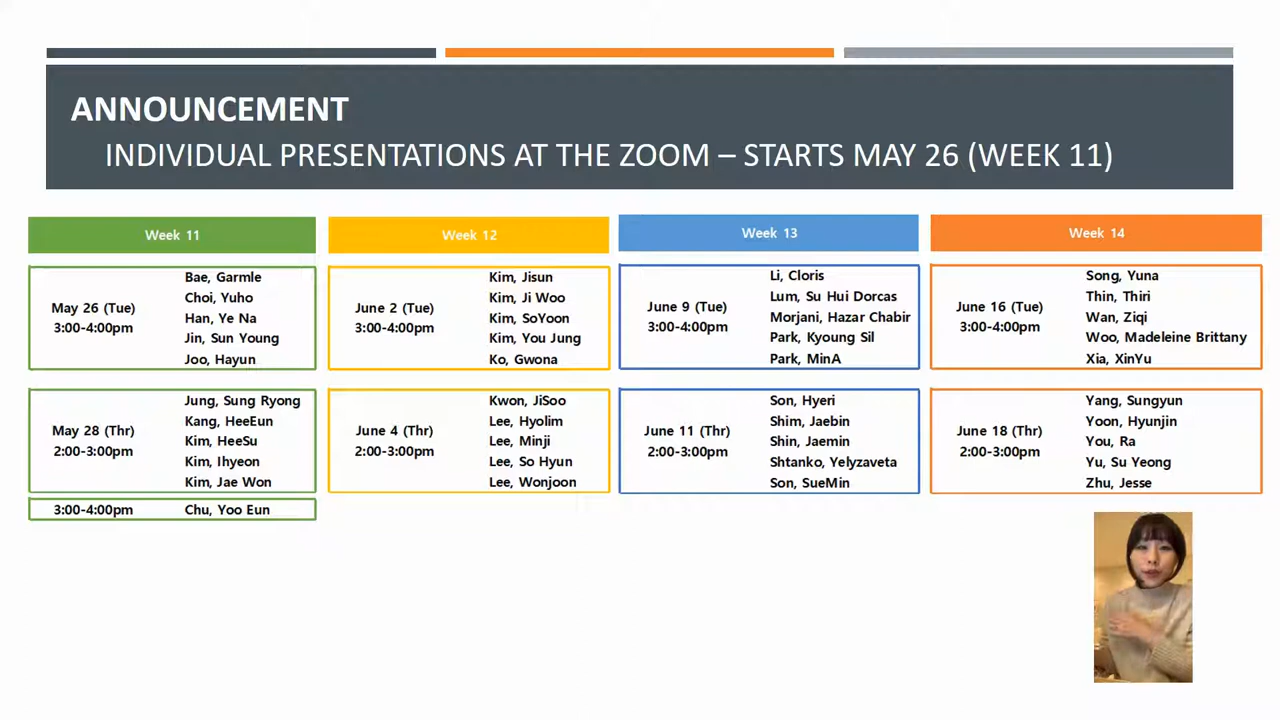 ANNOUNCEMENT
INDIVIDUAL PRESENTATIONS AT THE ZOOM – STARTS MAY 26 (WEEK 11)
Week 11
May 26 (Tue)
3:00-4:00pm
Bae, Garmle
Choi, Yuho
Han, Ye Na
Jin, Sun Young
Joo, Hayun
May 28 (Thr)
2:00-3:00pm
Jung, Sung Ryong
Kang, HeeEun
Kim, HeeSu
Kim, Ihyeon
Kim, Jae Won
3:00-4:00pm
Chu, Yoo Eun
Week 12
June 2 (Tue)
3:00-4:00pm
Kim, Jisun
Kim, Ji Woo
Kim, SoYoon
Kim, You Jung
Ko, Gwona
June 4 (Thr)
2:00-3:00pm
Kwon, JiSoo
Lee, Hyolim
Lee, Minji
Lee, So Hyun
Lee, Wonjoon
Week 13
June 9 (Tue)
3:00-4:00pm
Li, Cloris
Lum, Su Hui Dorcas
Morjani, Hazar Chabir
Park, Kyoung Sil
Park, MinA
June 11 (Thr)
2:00-3:00pm
Son, Hyeri
Shim, Jaebin
Shin, Jaemin
Shtanko, Yelyzaveta
Son, SueMin
Week 14
June 16 (Tue)
3:00-4:00pm
Song, Yuna
Thin, Thiri
Wan, Ziqi
Woo, Madeleine Brittany
Xia, XinYu
June 18 (Thr)
2:00-3:00pm
Yang, Sungyun
Yoon, Hyunjin
You, Ra
Yu, Su Yeong
Zhu, Jesse